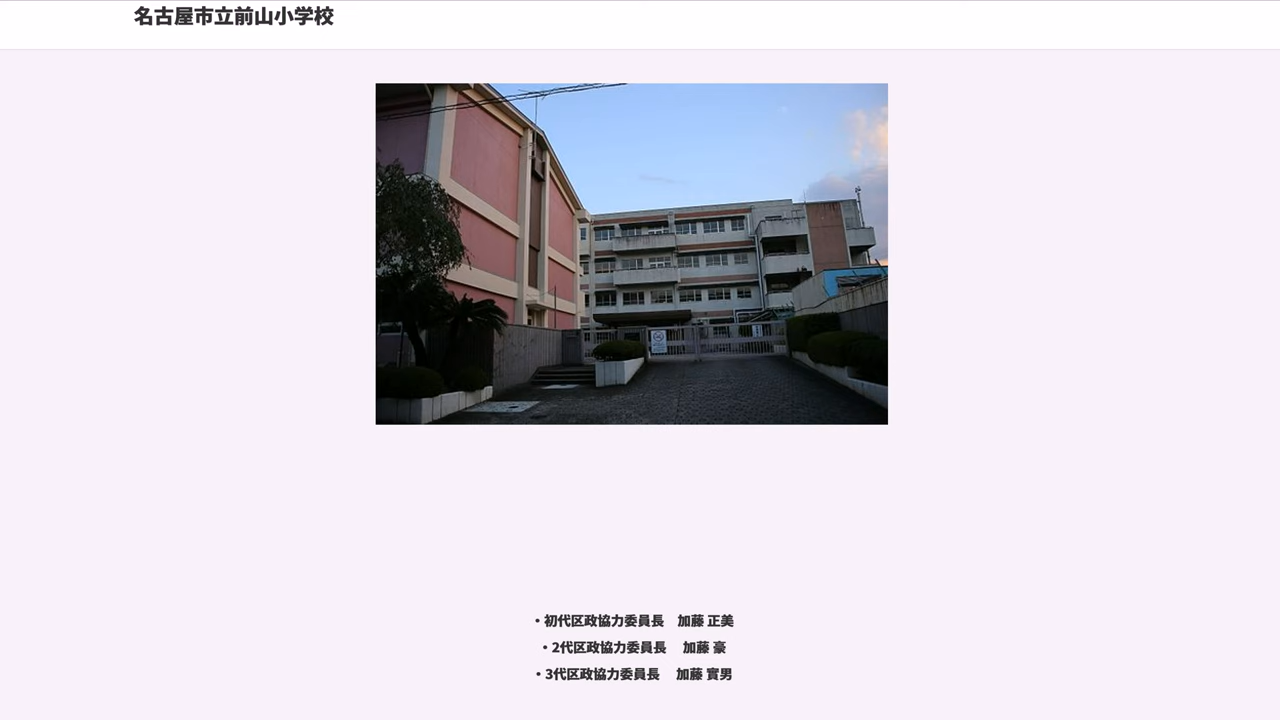 名古屋市立前山小学校
・初代区政協力委員長　加藤 正美
・2代区政協力委員長　 加藤 豪
・3代区政協力委員長　 加藤 實男